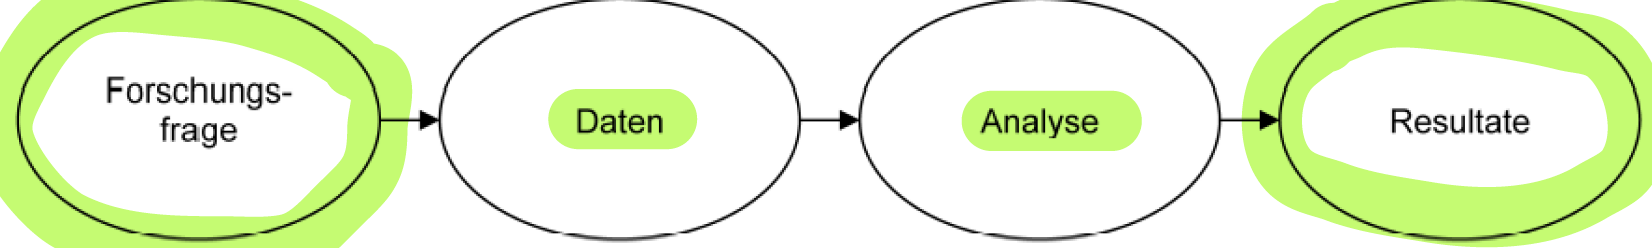 Forschungs-
frage
Daten
Analyse
Resultate